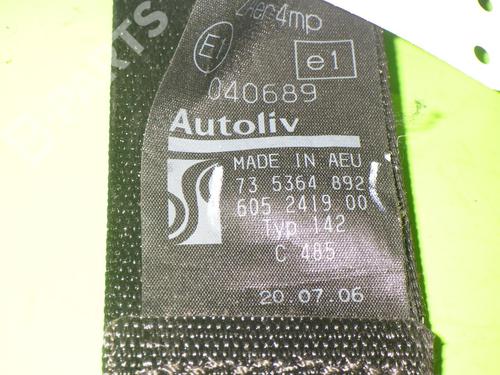 E1
e1
040689
Autoliv
MADE IN AEU
73 5364 892
605 2419 00
Typ 142
C 485
20.07.06